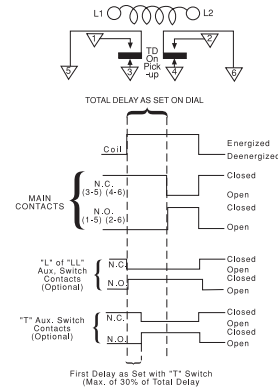 L1 L2
1 2
TD
On
Pick
-up
5 3 4 6
TOTAL DELAY AS SET ON DIAL
Coil
Energized
Deenergized
MAIN
CONTACTS
N.C.
(3-5) (4-6)
Closed
Open
N.O.
(1-5) (2-6)
Closed
Open
"L" of "LL"
Aux. Switch
Contacts
(Optional)
N.C.
Closed
Open
N.O.
Closed
Open
"T" Aux. Switch
Contacts
(Optional)
N.C.
Closed
Open
N.O.
Closed
Open
First Delay as Set with "T" Switch
(Max. of 30% of Total Delay